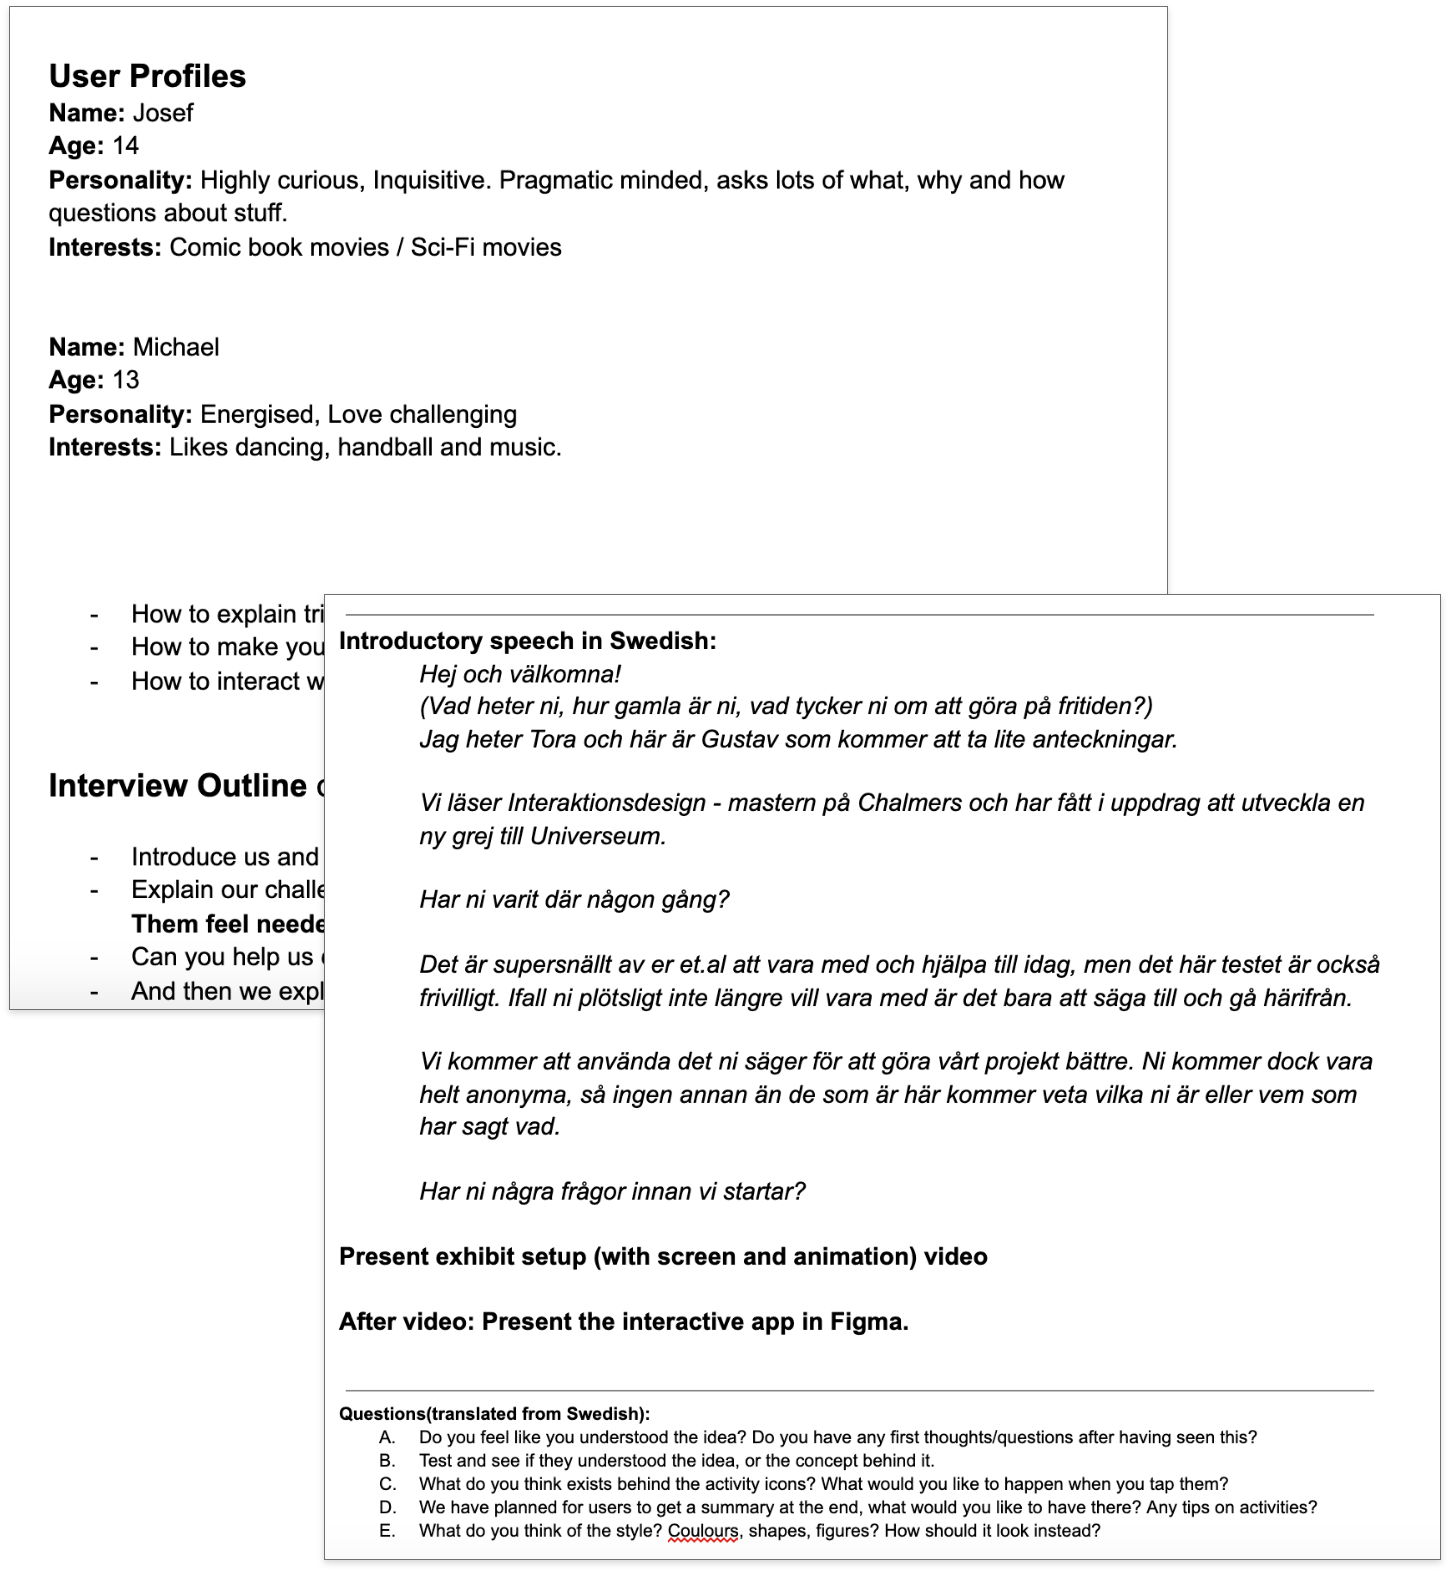 User Profiles
Name: Josef
Age: 14
Personality: Highly curious, Inquisitive. Pragmatic minded, asks lots of what, why and how
questions about stuff.
Interests: Comic book movies / Sci-Fi movies
Name: Michael
Age: 13
Personality: Energised, Love challenging
Interests: Likes dancing, handball and music.
- How to explain
- How to make
- How to interact
Interview Outline
- Introduce us and
- Explain our
Them feel
- Can you help us
- And then we
Introductory speech in Swedish:
Hej och välkomna!
(Vad heter ni, hur gamla är ni, vad tycker ni om att göra på fritiden?)
Jag heter Tora och här är Gustav som kommer att ta lite anteckningar.
Vi läser Interaktionsdesign - mastern på Chalmers och har fått i uppdrag att utveckla en
ny grej till Universeum.
Har ni varit där någon gång?
Det är supersnällt av er et.al att vara med och hjälpa till idag, men det här testet är också
frivilligt. Ifall ni plötsligt inte längre vill vara med är det bara att säga till och gå härifrån.
Vi kommer att använda det ni säger för att göra vårt projekt bättre. Ni kommer dock vara
helt anonyma, så ingen annan än de som är här kommer veta vilka ni är eller vem som
har sagt vad.
Har ni några frågor innan vi startar?
Present exhibit setup (with screen and animation) video
After video: Present the interactive app in Figma.
Questions(translated from Swedish):
A. Do you feel like you understood the idea? Do you have any first thoughts/questions after having seen this?
B. Test and see if they understood the idea, or the concept behind it.
C. What do you think exists behind the activity icons? What would you like to happen when you tap them?
D. We have planned for users to get a summary at the end, what would you like to have there? Any tips on activities?
E. What do you think of the style? Coulours, shapes, figures? How should it look instead?